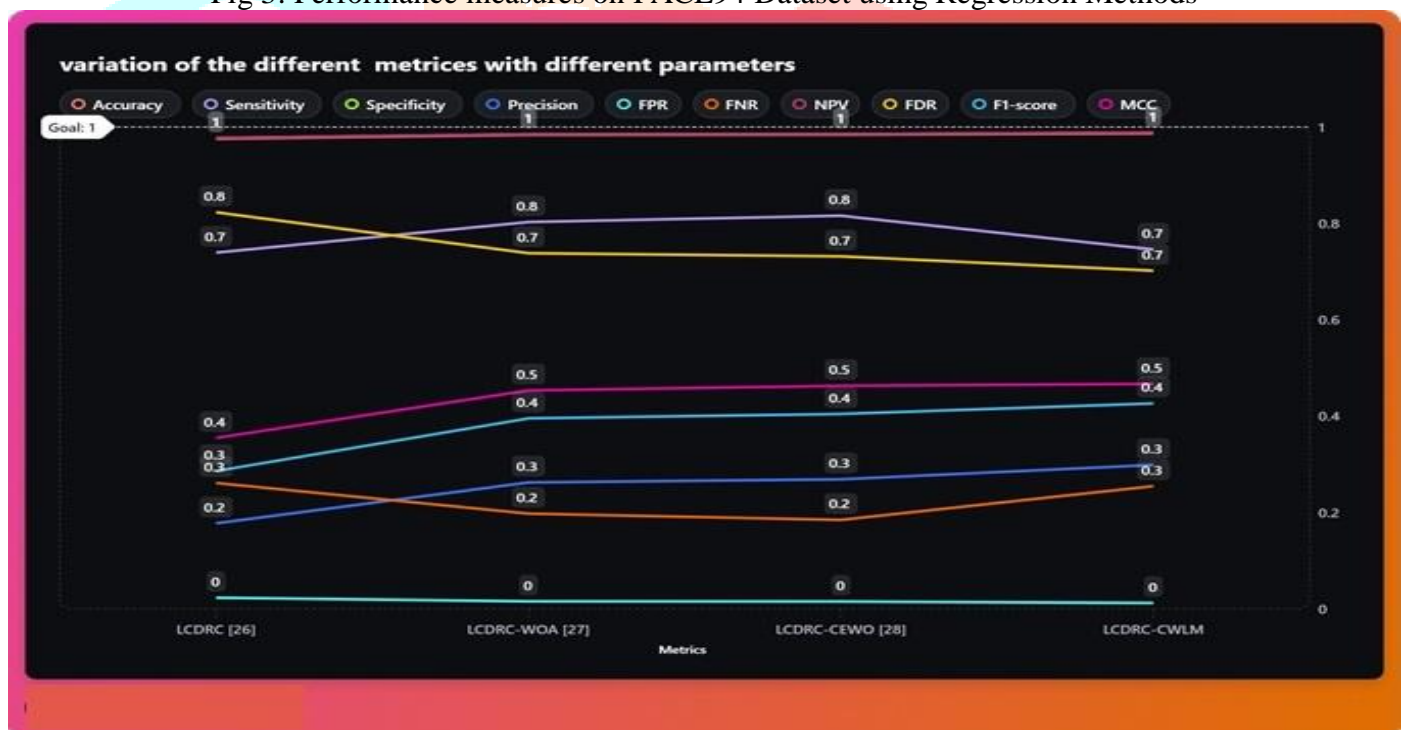 Fig 3. Performance measures on FACE94 Dataset using Regression Methods
variation of the different metrices with different parameters
Accuracy Sensitivity Specificity Precision FPR FNR NPV FDR F1-score MCC
Goal: 1 1 1 1 1 1
0.8 0.8 0.8
0.7 0.7 0.7 0.7 0.8
0.7
0.6
0.5 0.5 0.5
0.4 0.4 0.4 0.4 0.4
0.3 0.3
0.3 0.3 0.3
0.3
0.2 0.2 0.2 0.2
0 0 0 0
0
LCDRC [26] LCDRC-WOA [27] LCDRC-CEWO [28] LCDRC-CWLM
Metrics